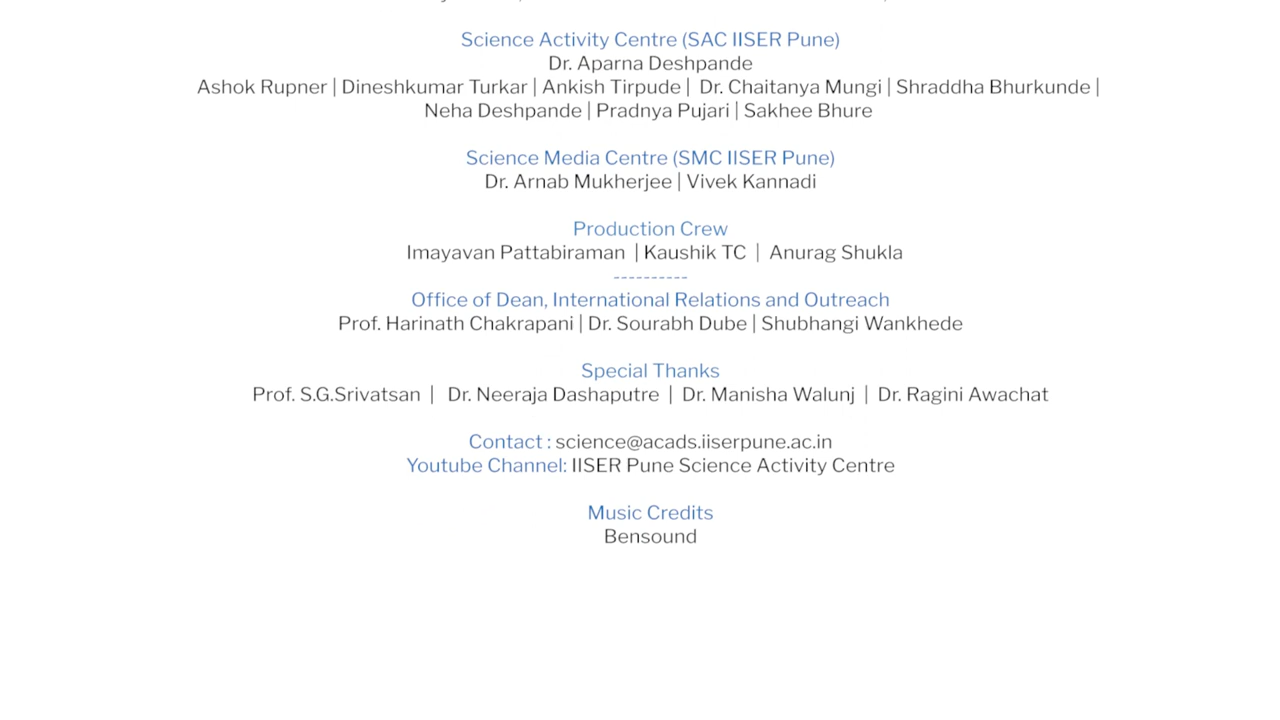 Science Activity Centre (SAC IISER Pune)
Dr. Aparna Deshpande
Ashok Rupner | Dineshkumar Turkar | Ankish Tirpude | Dr. Chaitanya Mungi | Shraddha Bhurkunde |
Neha Deshpande | Pradnya Pujari | Sakhee Bhure
Science Media Centre (SMC IISER Pune)
Dr. Arnab Mukherjee | Vivek Kannadi
Production Crew
Imayavan Pattabiraman | Kaushik TC | Anurag Shukla
----------
Office of Dean, International Relations and Outreach
Prof. Harinath Chakrapani | Dr. Sourabh Dube | Shubhangi Wankhede
Special Thanks
Prof. S.G.Srivatsan | Dr. Neeraja Dashaputre | Dr. Manisha Walunj | Dr. Ragini Awachat
Contact : science@acads.iiserpune.ac.in
Youtube Channel: IISER Pune Science Activity Centre
Music Credits
Bensound